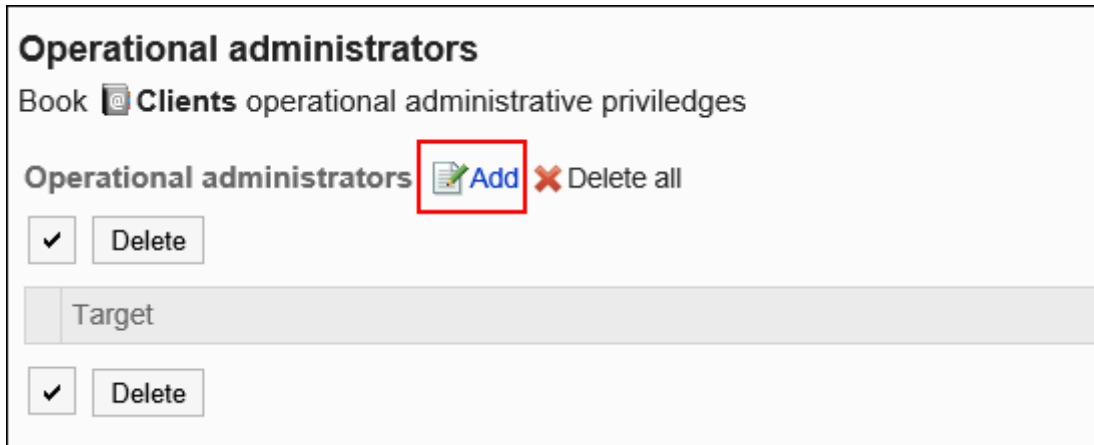 Operational administrators
Book Clients operational administrative priviledges
Operational administrators Add Delete all
Delete
Target
Delete